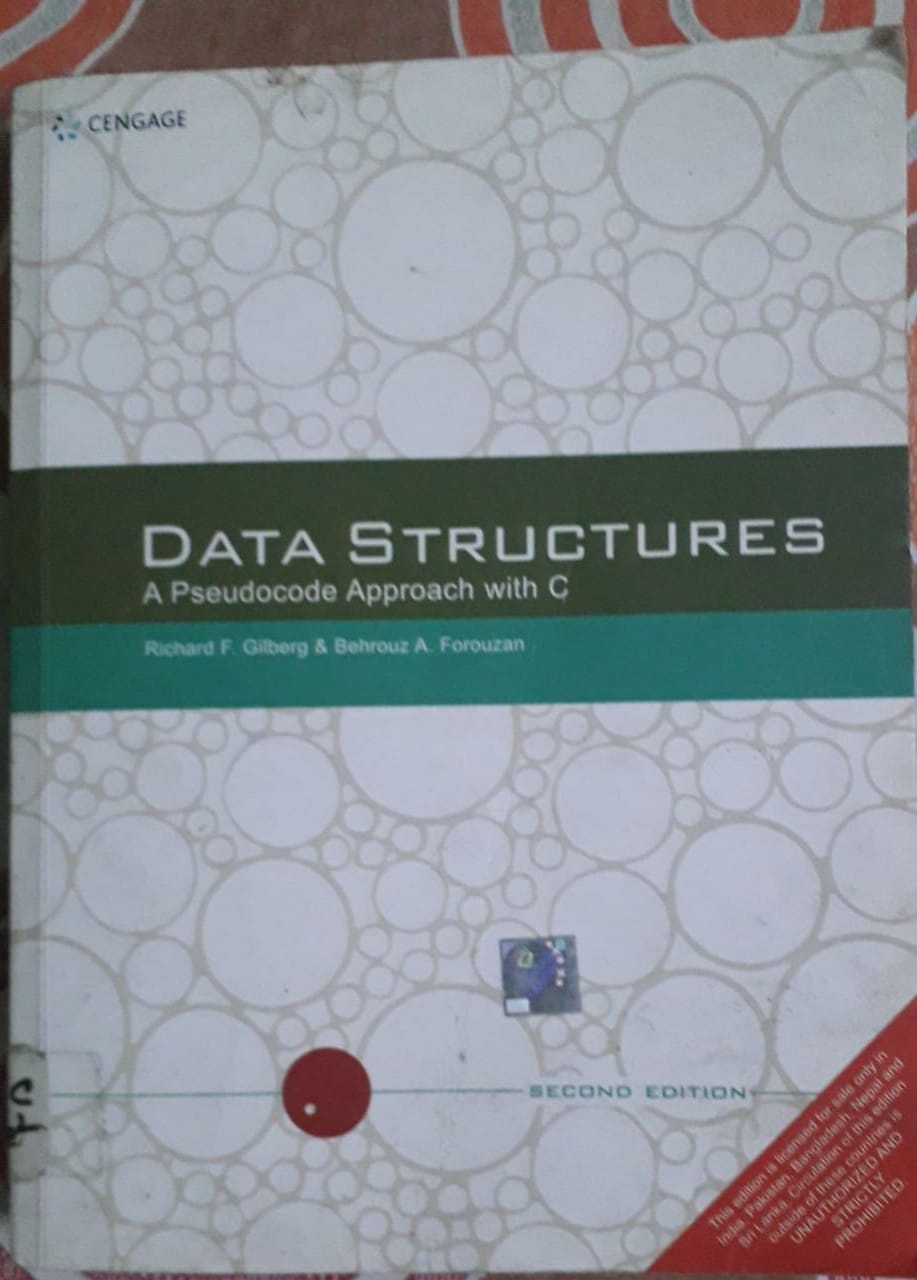 CENGAGE
DATA STRUCTURES
A Pseudocode Approach with C
Richard F. Gilberg & Behrouz A. Forouzan
SECOND EDITION
This edition is licensed for sale only in
India, Pakistan, Bangladesh, Nepal and
Sri Lanka. Circulation of this edition
outside of these countries is
UNAUTHORIZED AND
STRICTLY
PROHIBITED